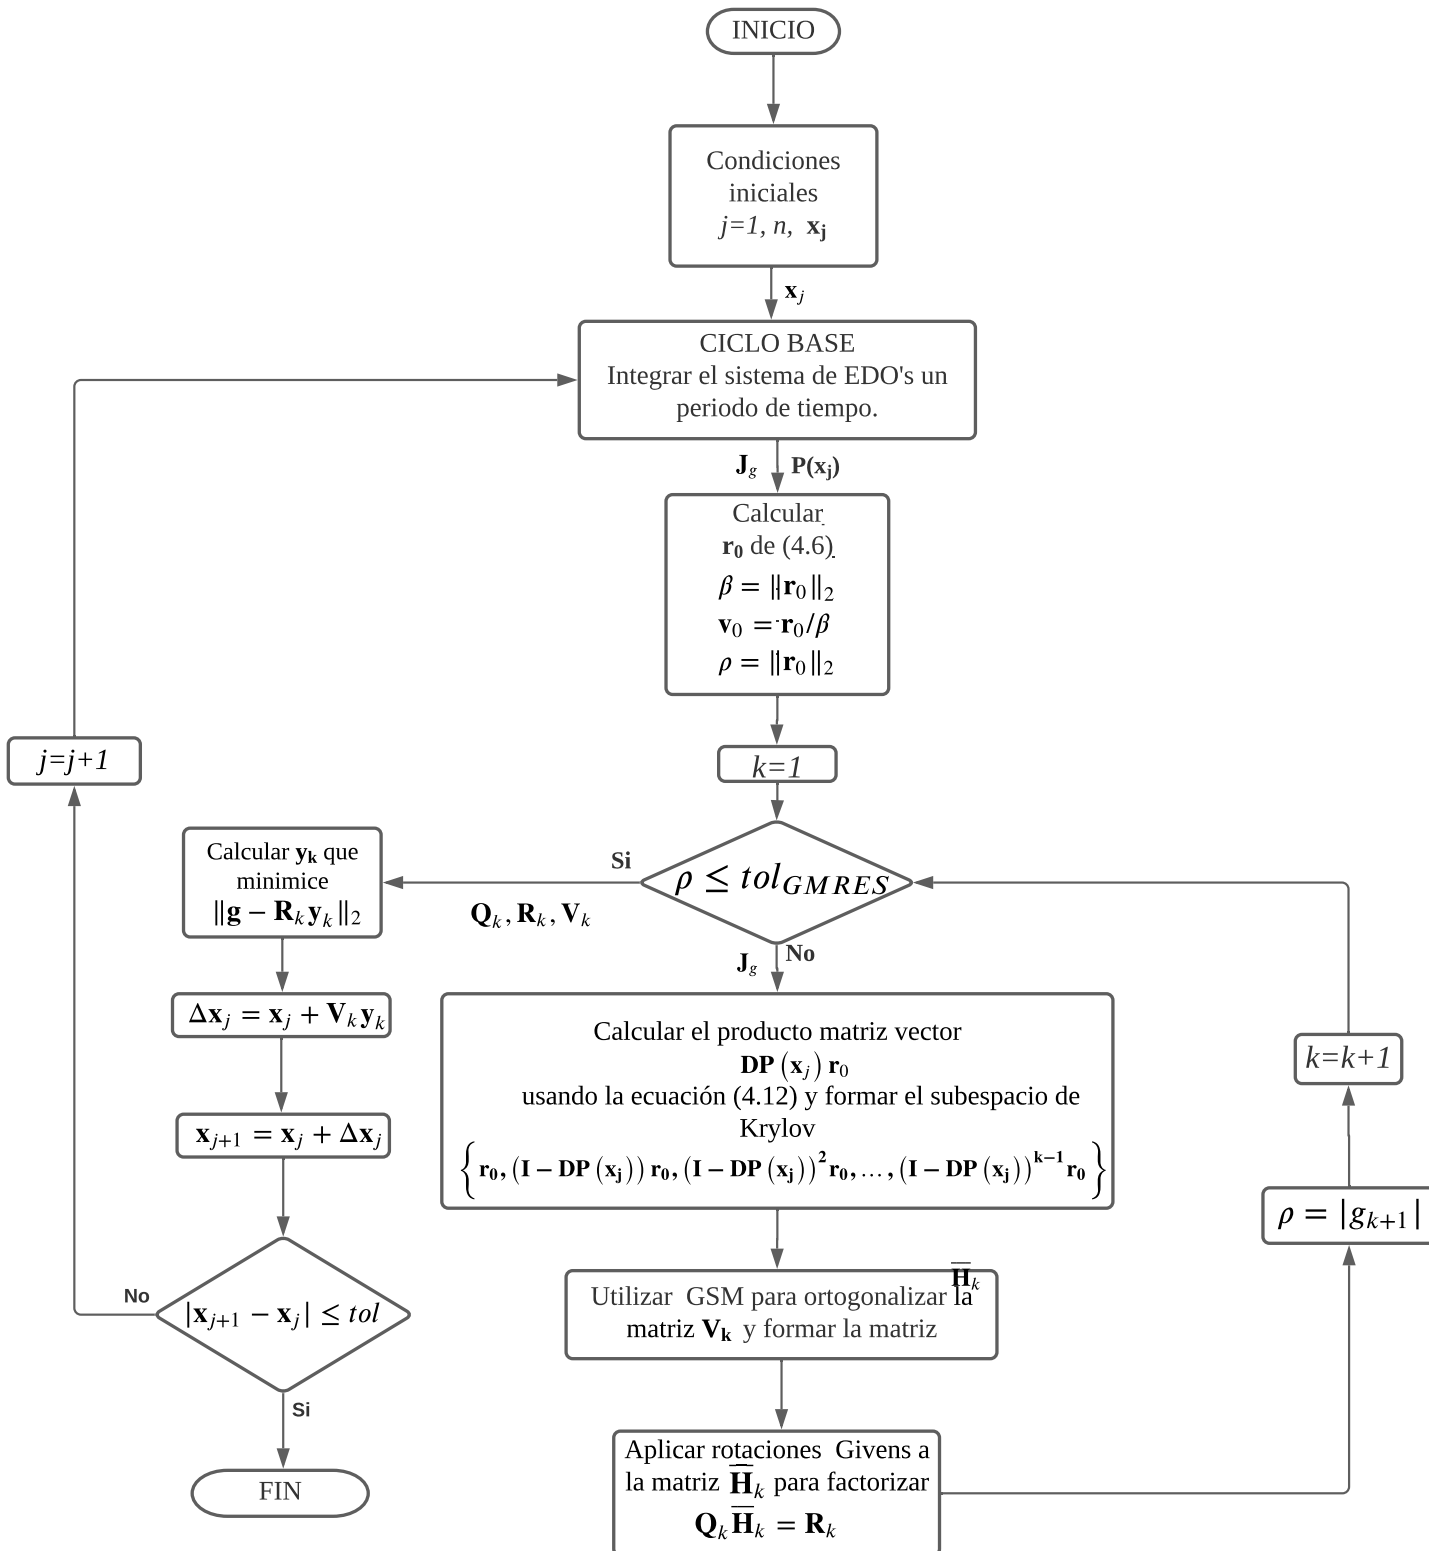 INICIO
Condiciones
iniciales
j=1, n, x_j
x_j
CICLO BASE
Integrar el sistema de EDO's un
periodo de tiempo.
J_g P(x_j)
Calcular
r_0 de (4.6)
β = ‖r_0‖_2
v_0 = r_0/β
ρ = ‖r_0‖_2
k=1
ρ ≤ tol_{GMRES}
Si
Q_k, R_k, V_k
Calcular y_k que
minimice
‖g − R_k y_k‖_2
Δx_j = x_j + V_k y_k
x_{j+1} = x_j + Δx_j
|x_{j+1} − x_j| ≤ tol
No
j=j+1
Si
FIN
No
J_g
Calcular el producto matriz vector
DP (x_j) r_0
usando la ecuación (4.12) y formar el subespacio de
Krylov
{r_0, (I − DP (x_j)) r_0, (I − DP (x_j))^2 r_0, … , (I − DP (x_j))^{k−1} r_0}
H̅_k
Utilizar GSM para ortogonalizar la
matriz V_k y formar la matriz
Aplicar rotaciones Givens a
la matriz H̅_k para factorizar
Q_k H̅_k = R_k
ρ = |g_{k+1}|
k=k+1